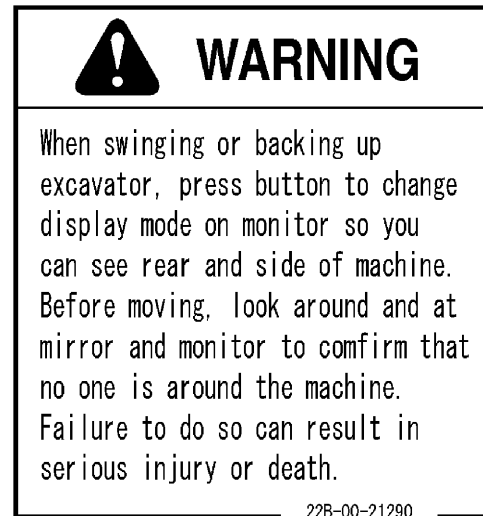 WARNING
When swinging or backing up
excavator, press button to change
display mode on monitor so you
can see rear and side of machine.
Before moving, look around and at
mirror and monitor to comfirm that
no one is around the machine.
Failure to do so can result in
serious injury or death.
22B-00-21290